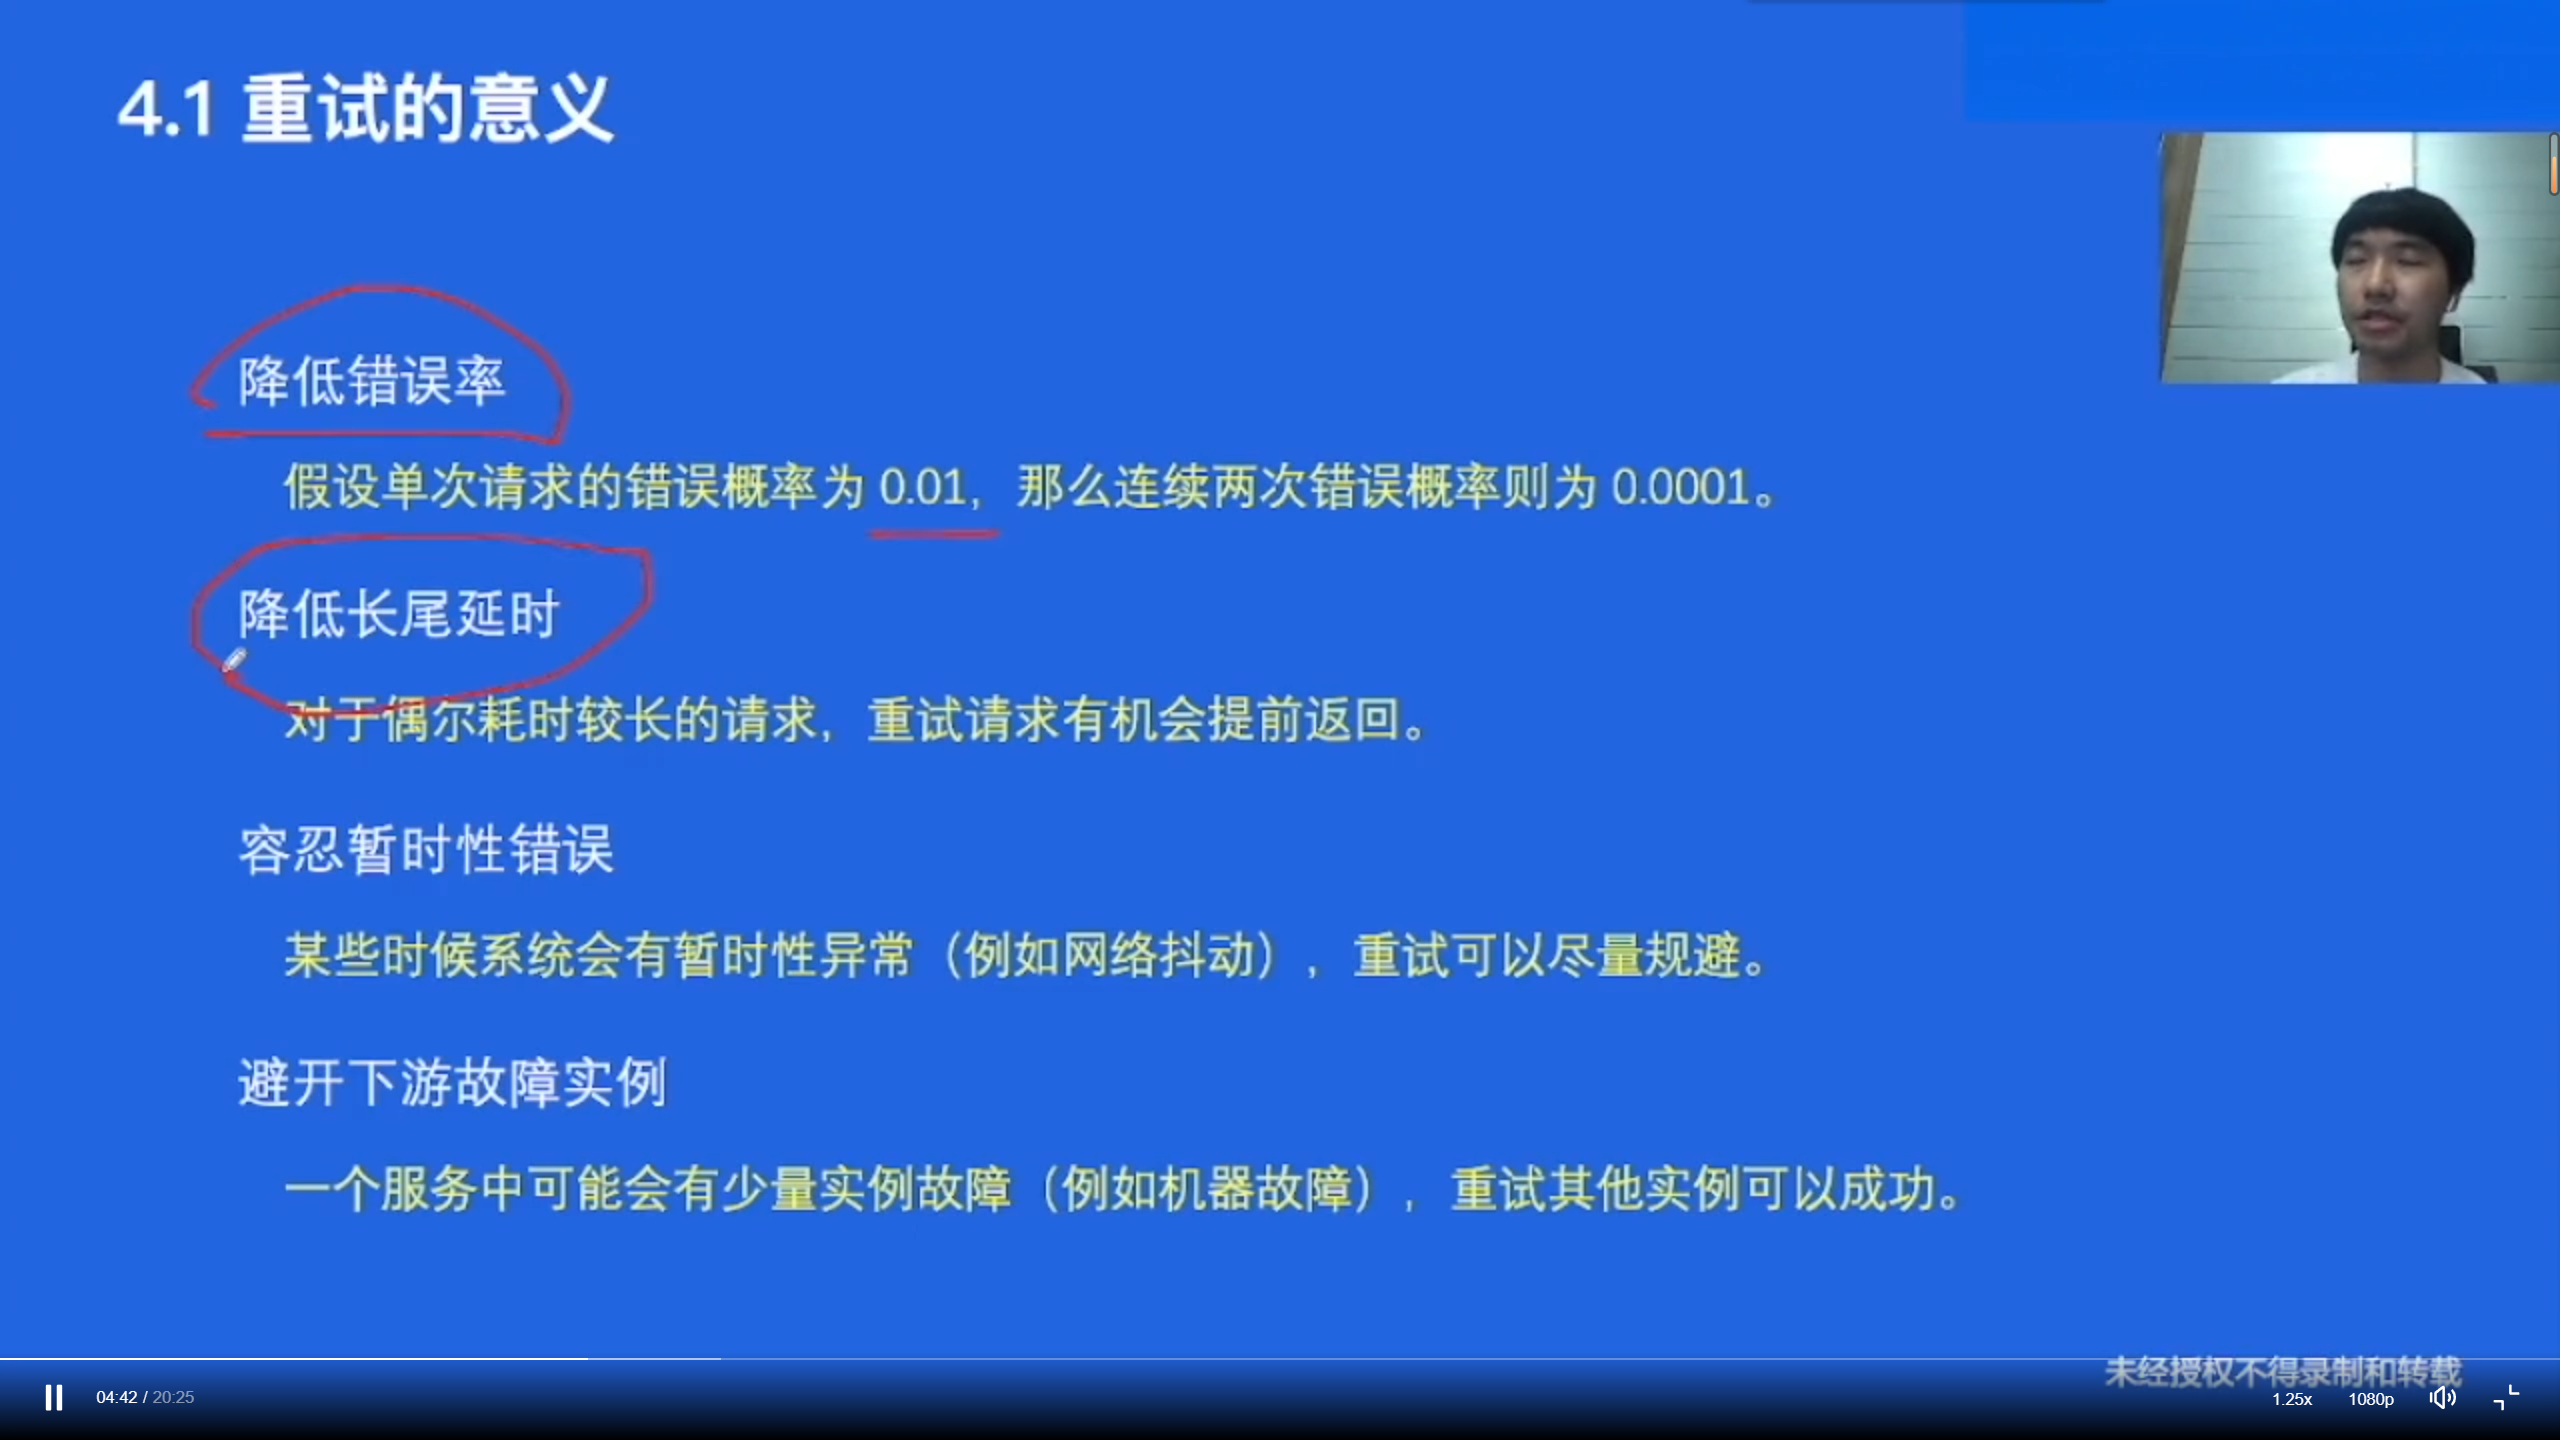 4.1 重试的意义
降低错误率
假设单次请求的错误概率为 0.01，那么连续两次错误概率则为 0.0001。
降低长尾延时
对于偶尔耗时较长的请求，重试请求有机会提前返回。
容忍暂时性错误
某些时候系统会有暂时性异常（例如网络抖动），重试可以尽量规避。
避开下游故障实例
一个服务中可能会有少量实例故障（例如机器故障），重试其他实例可以成功。
未经授权不得录制和转载
04:42 / 20:25
1.25x
1080p